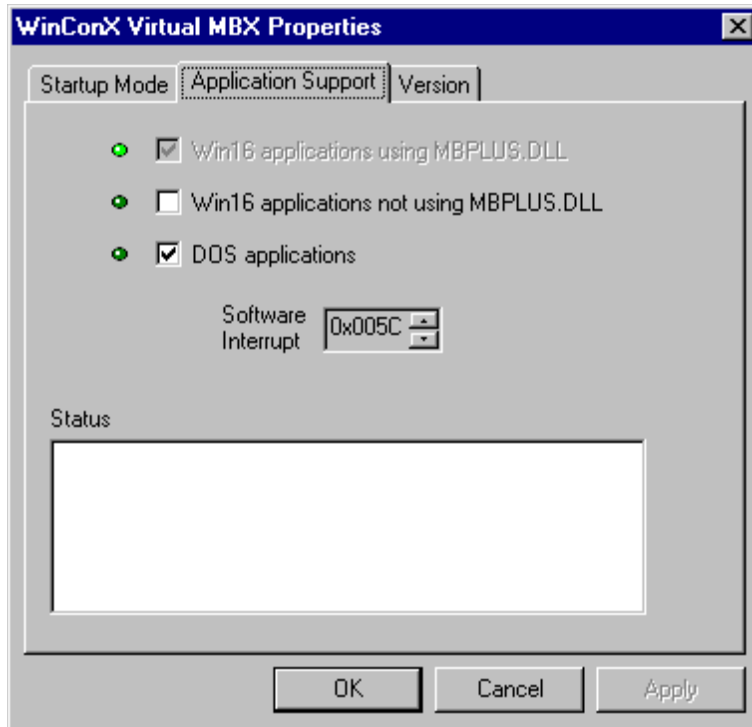 WinConX Virtual MBX Properties
Startup Mode Application Support Version
Win16 applications using MBPLUS.DLL
Win16 applications not using MBPLUS.DLL
DOS applications
Software
Interrupt
0x005C
Status
OK Cancel Apply